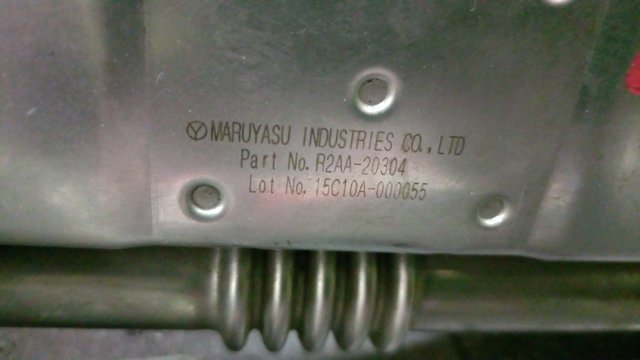 MARUYASU INDUSTRIES CO., LTD
Part No. R2AA-20304
Lot No. 15C10A-000055